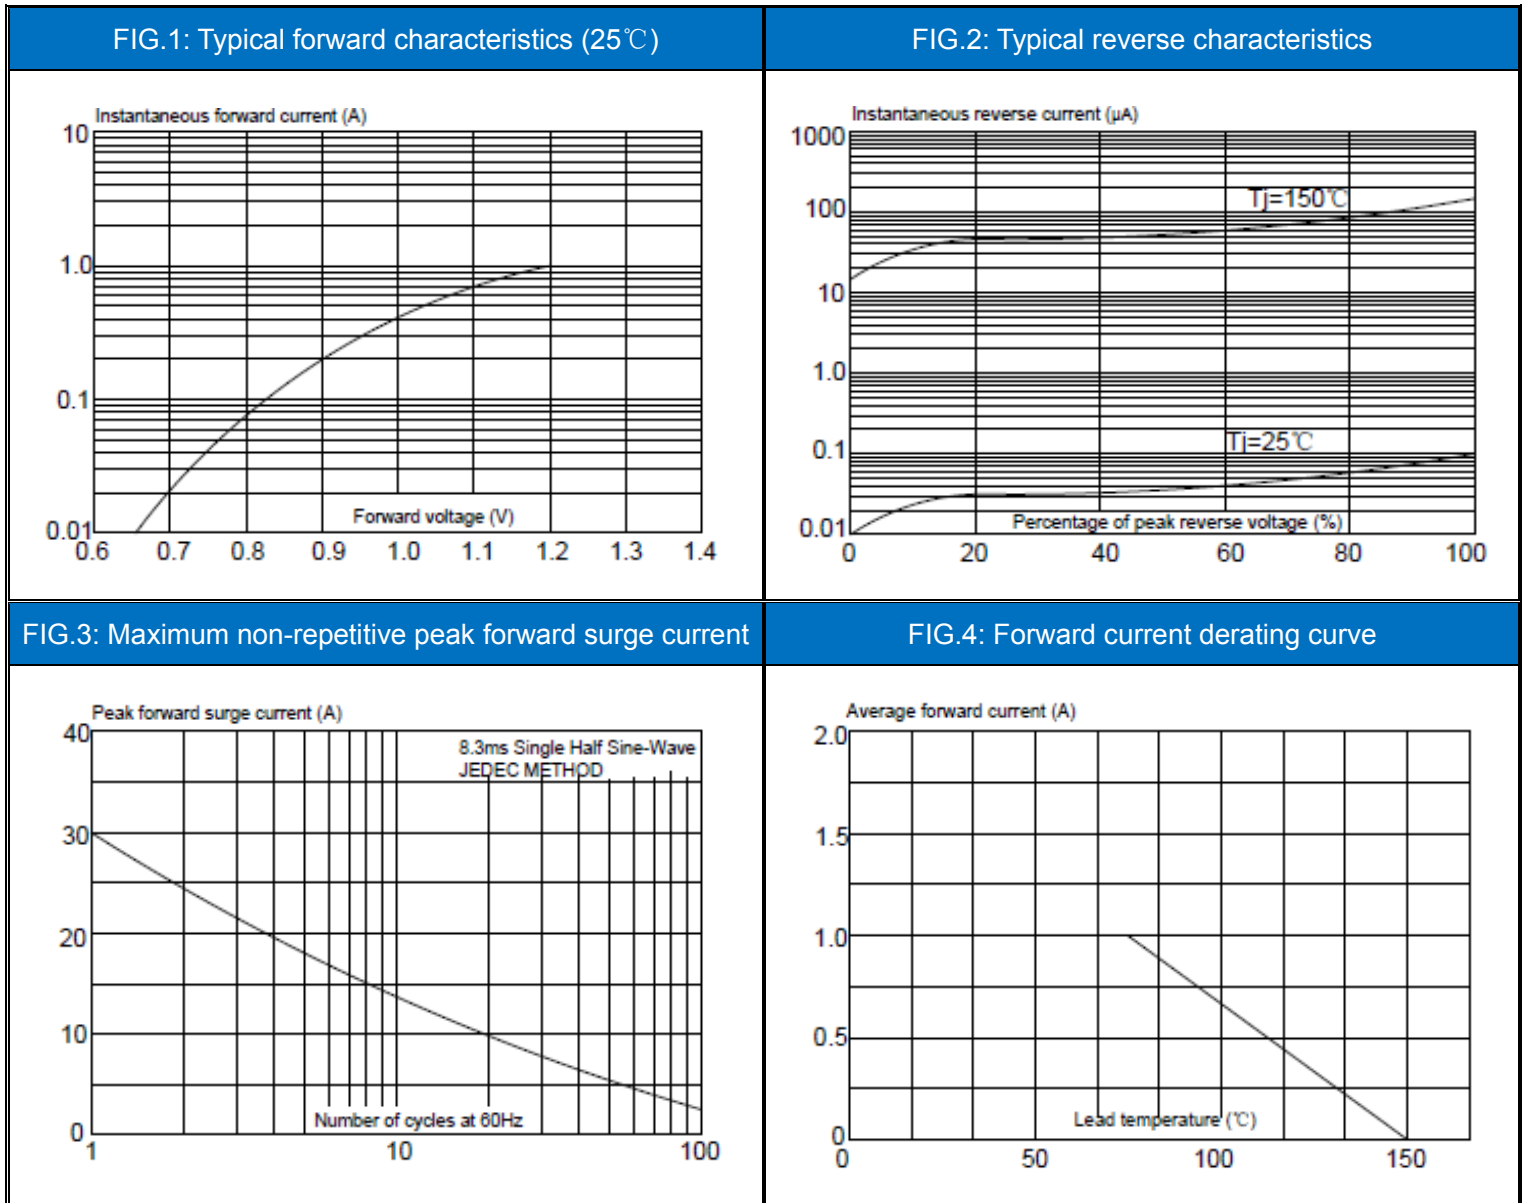 FIG.1: Typical forward characteristics (25℃)
FIG.2: Typical reverse characteristics
Instantaneous forward current (A)
10
1.0
0.1
0.01
Forward voltage (V)
0.6 0.7 0.8 0.9 1.0 1.1 1.2 1.3 1.4
Instantaneous reverse current (μA)
1000
Tj=150℃
100
10
1.0
Tj=25℃
0.1
0.01
Percentage of peak reverse voltage (%)
0 20 40 60 80 100
FIG.3: Maximum non-repetitive peak forward surge current
FIG.4: Forward current derating curve
Peak forward surge current (A)
40
8.3ms Single Half Sine-Wave
JEDEC METHOD
30
20
10
Number of cycles at 60Hz
0
1 10 100
Average forward current (A)
2.0
1.5
1.0
0.5
Lead temperature (℃)
0
0 50 100 150